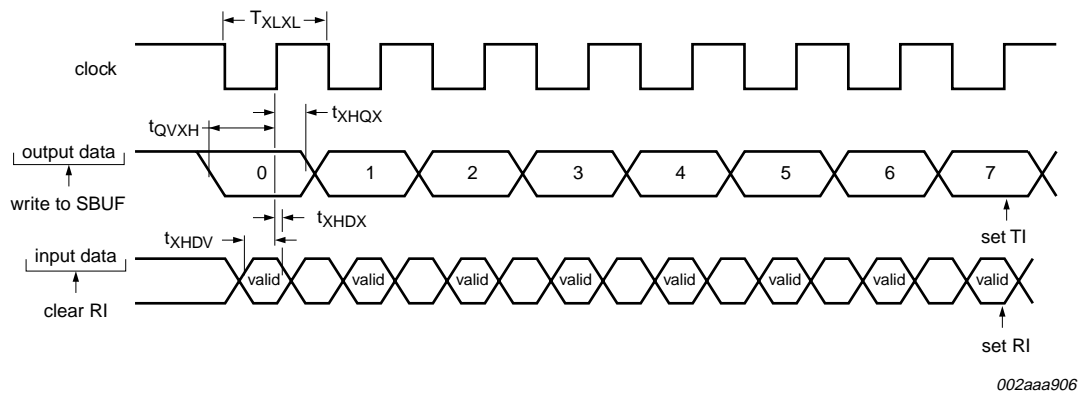 TXLXL
clock
tXHQX
tQVXH
output data
0 1 2 3 4 5 6 7
write to SBUF
tXHDX
set TI
tXHDV
input data
valid valid valid valid valid valid valid valid
clear RI
set RI
002aaa906